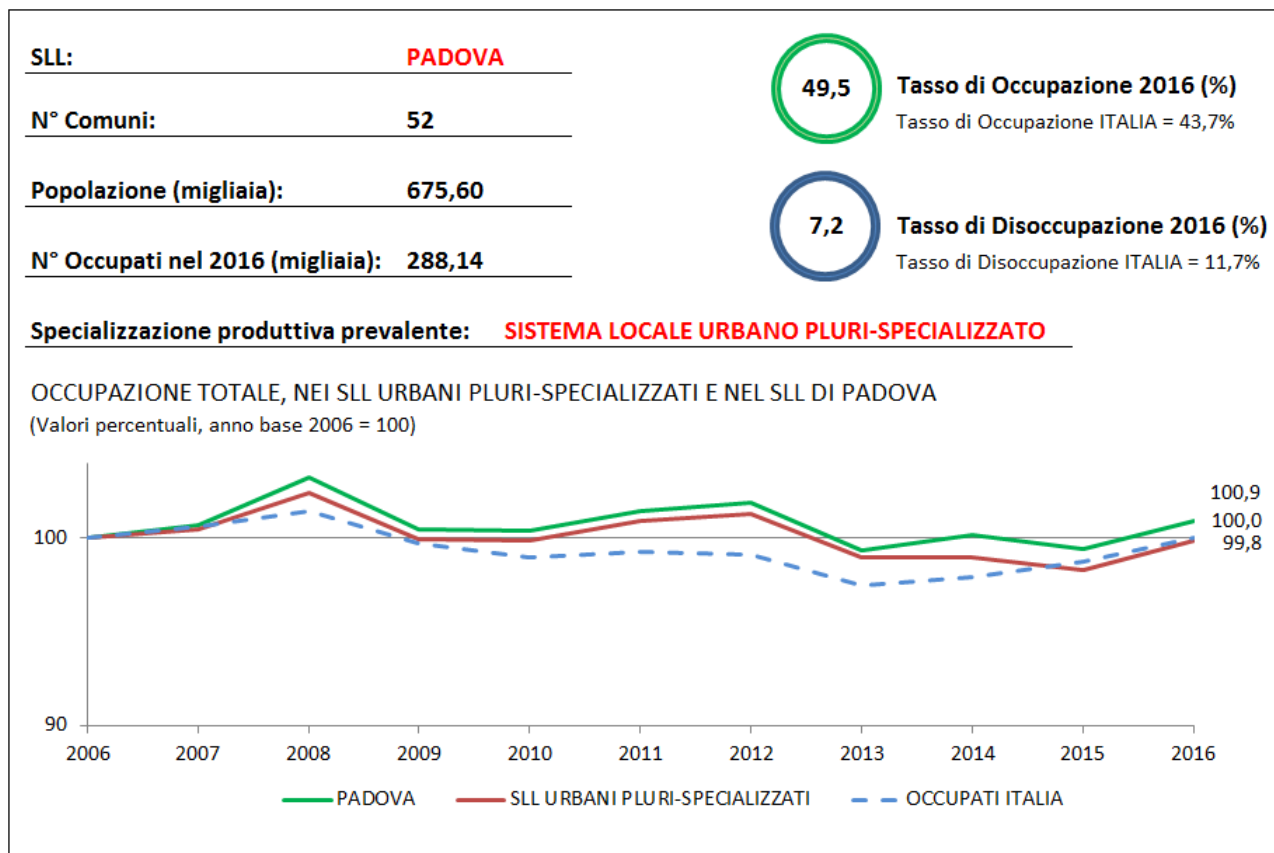 SLL: PADOVA
N° Comuni: 52
Popolazione (migliaia): 675,60
N° Occupati nel 2016 (migliaia): 288,14
49,5
Tasso di Occupazione 2016 (%)
Tasso di Occupazione ITALIA = 43,7%
7,2
Tasso di Disoccupazione 2016 (%)
Tasso di Disoccupazione ITALIA = 11,7%
Specializzazione produttiva prevalente: SISTEMA LOCALE URBANO PLURI-SPECIALIZZATO
OCCUPAZIONE TOTALE, NEI SLL URBANI PLURI-SPECIALIZZATI E NEL SLL DI PADOVA
(Valori percentuali, anno base 2006 = 100)
100,9
100,0
99,8
100
90
2006 2007 2008 2009 2010 2011 2012 2013 2014 2015 2016
PADOVA SLL URBANI PLURI-SPECIALIZZATI OCCUPATI ITALIA